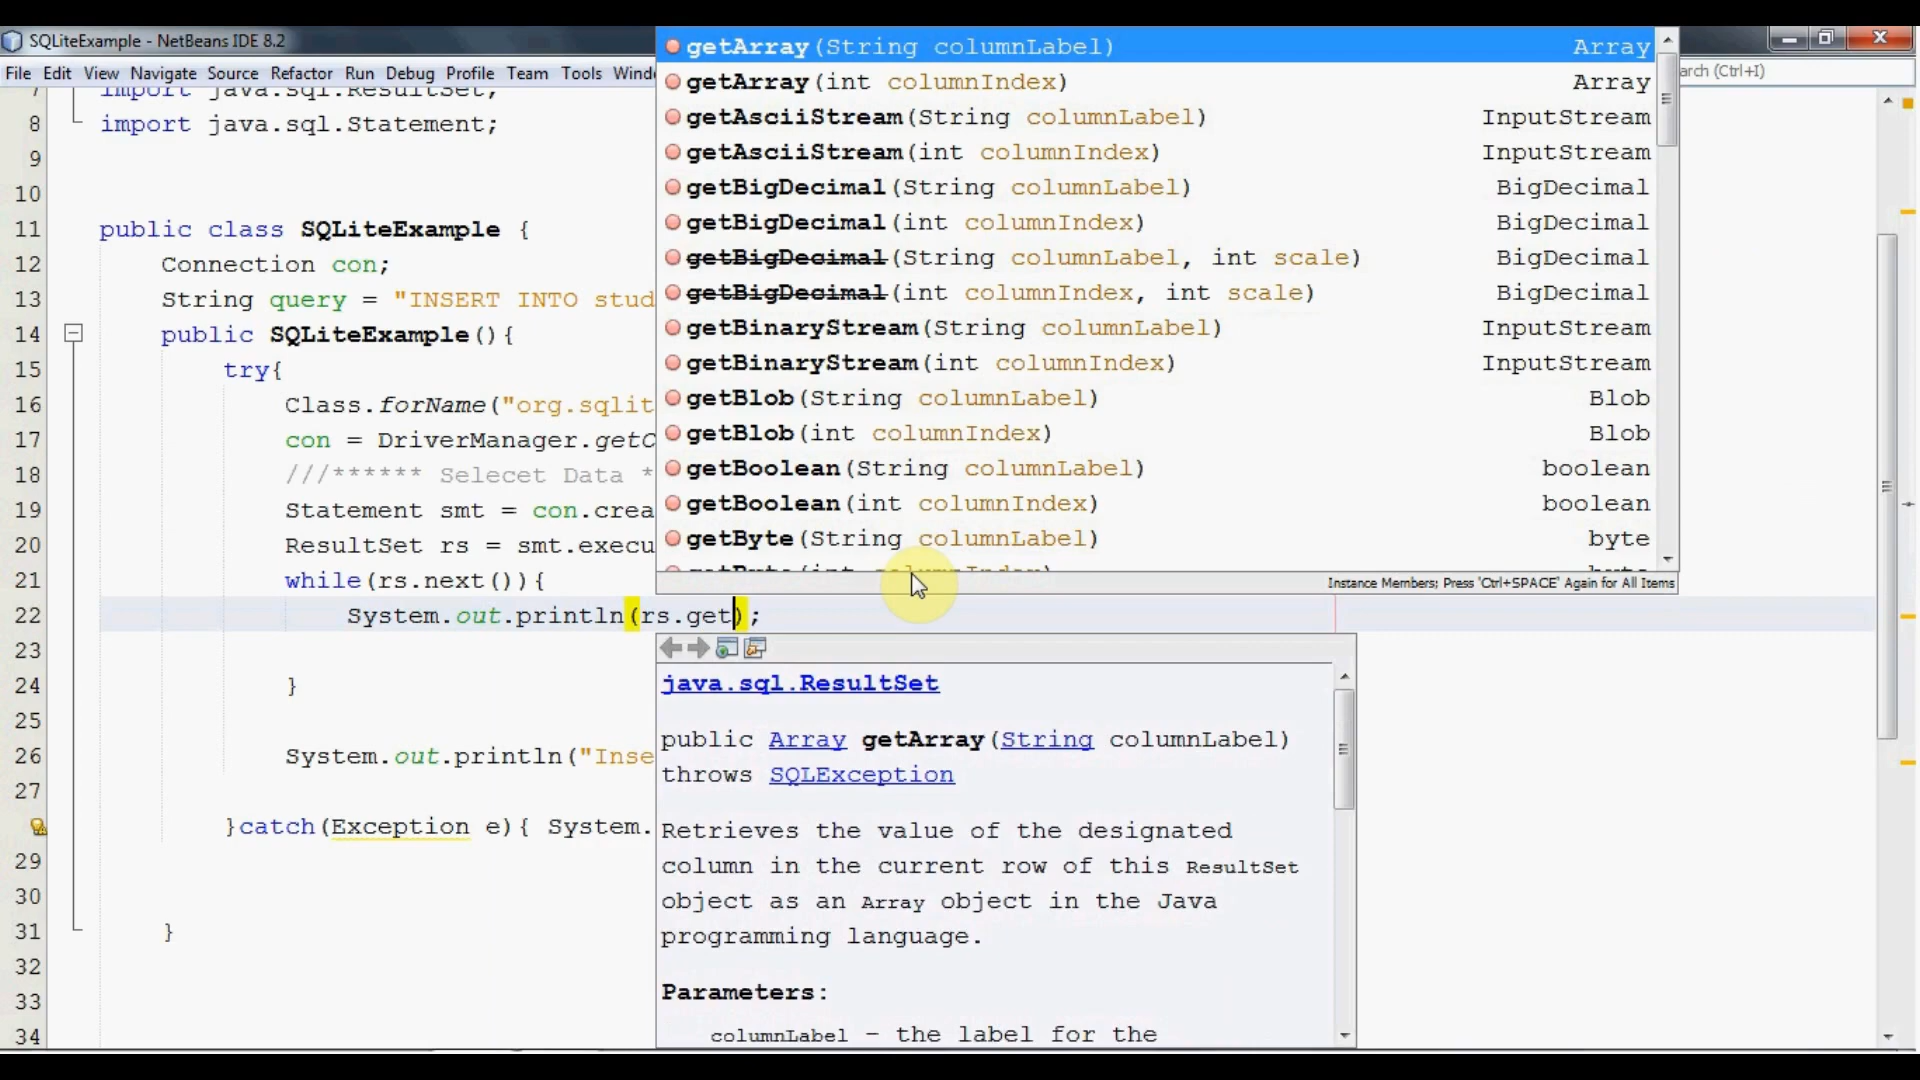 SQLiteExample - NetBeans IDE 8.2
File Edit View Navigate Source Refactor Run Debug Profile Team Tools Windo
arch (Ctrl+I)
7 import java.sql.ResultSet;
8 import java.sql.Statement;
9
10
11 public class SQLiteExample {
12 Connection con;
13 String query = "INSERT INTO stud
14 public SQLiteExample(){
15 try{
16 Class.forName("org.sqlit
17 con = DriverManager.getC
18 ///****** Selecet Data *
19 Statement smt = con.crea
20 ResultSet rs = smt.execu
21 while(rs.next()){
22 System.out.println(rs.get);
23
24 }
25
26 System.out.println("Inse
27
}catch(Exception e){ System.
29
30
31 }
32
33
34
getArray(String columnLabel) Array
getArray(int columnIndex) Array
getAsciiStream(String columnLabel) InputStream
getAsciiStream(int columnIndex) InputStream
getBigDecimal(String columnLabel) BigDecimal
getBigDecimal(int columnIndex) BigDecimal
getBigDecimal(String columnLabel, int scale) BigDecimal
getBigDecimal(int columnIndex, int scale) BigDecimal
getBinaryStream(String columnLabel) InputStream
getBinaryStream(int columnIndex) InputStream
getBlob(String columnLabel) Blob
getBlob(int columnIndex) Blob
getBoolean(String columnLabel) boolean
getBoolean(int columnIndex) boolean
getByte(String columnLabel) byte
getByte(int columnIndex) byte
Instance Members; Press 'Ctrl+SPACE' Again for All Items
java.sql.ResultSet
public Array getArray(String columnLabel)
throws SQLException
Retrieves the value of the designated
column in the current row of this ResultSet
object as an Array object in the Java
programming language.
Parameters:
columnLabel - the label for the